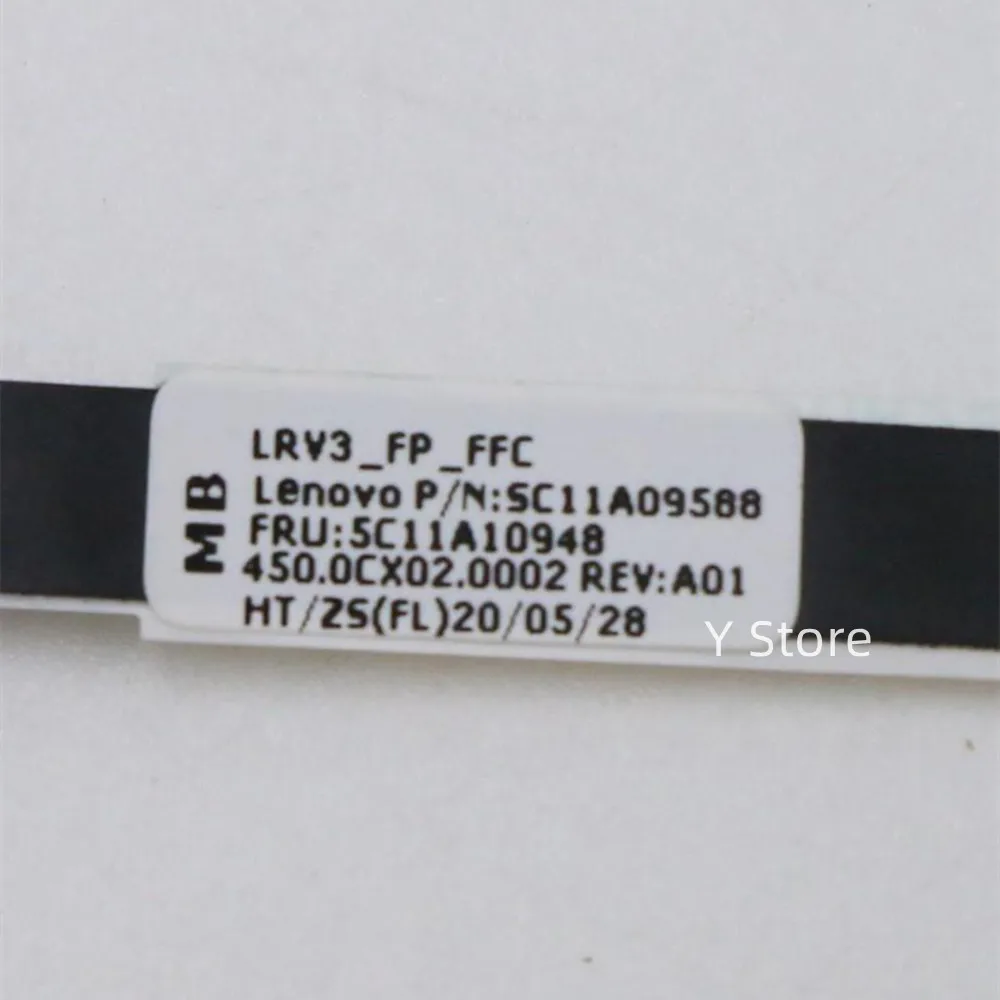 MB
LRV3_FP_FFC
Lenovo P/N:SC11A09588
FRU:5C11A10948
450.0CX02.0002 REV:A01
HT/ZS(FL)20/05/28
Y Store